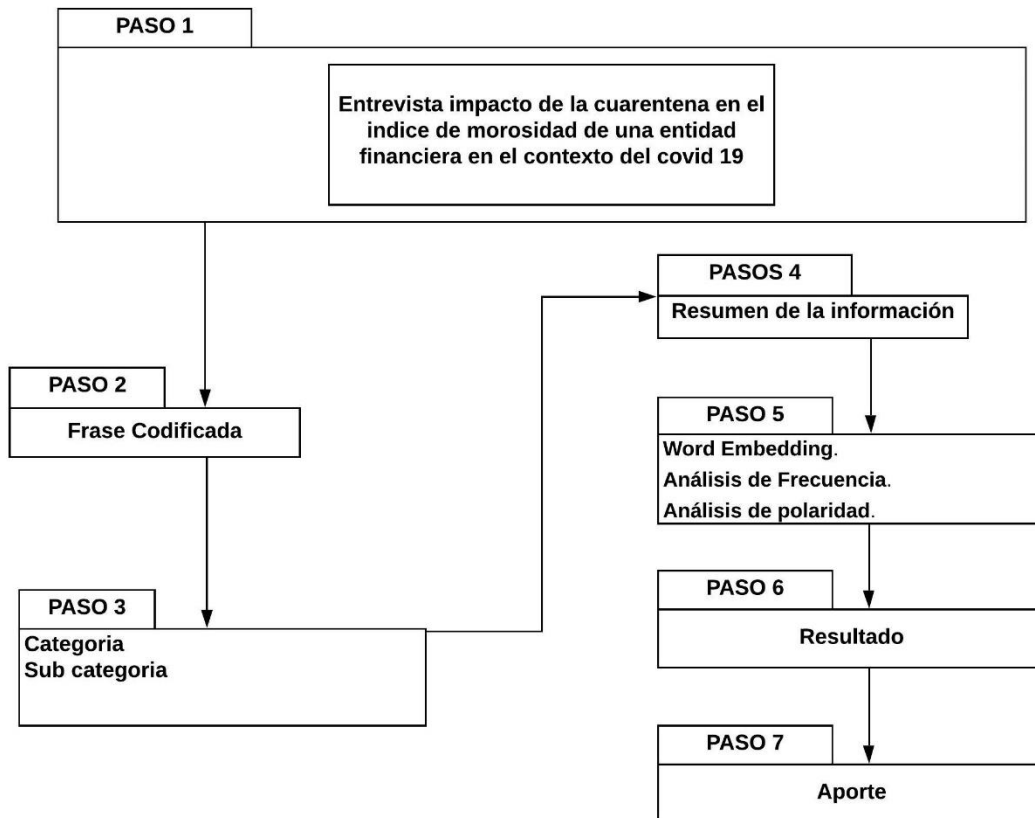 PASO 1
Entrevista impacto de la cuarentena en el
indice de morosidad de una entidad
financiera en el contexto del covid 19
PASO 2
Frase Codificada
PASO 3
Categoria
Sub categoria
PASOS 4
Resumen de la información
PASO 5
Word Embedding.
Análisis de Frecuencia.
Análisis de polaridad.
PASO 6
Resultado
PASO 7
Aporte